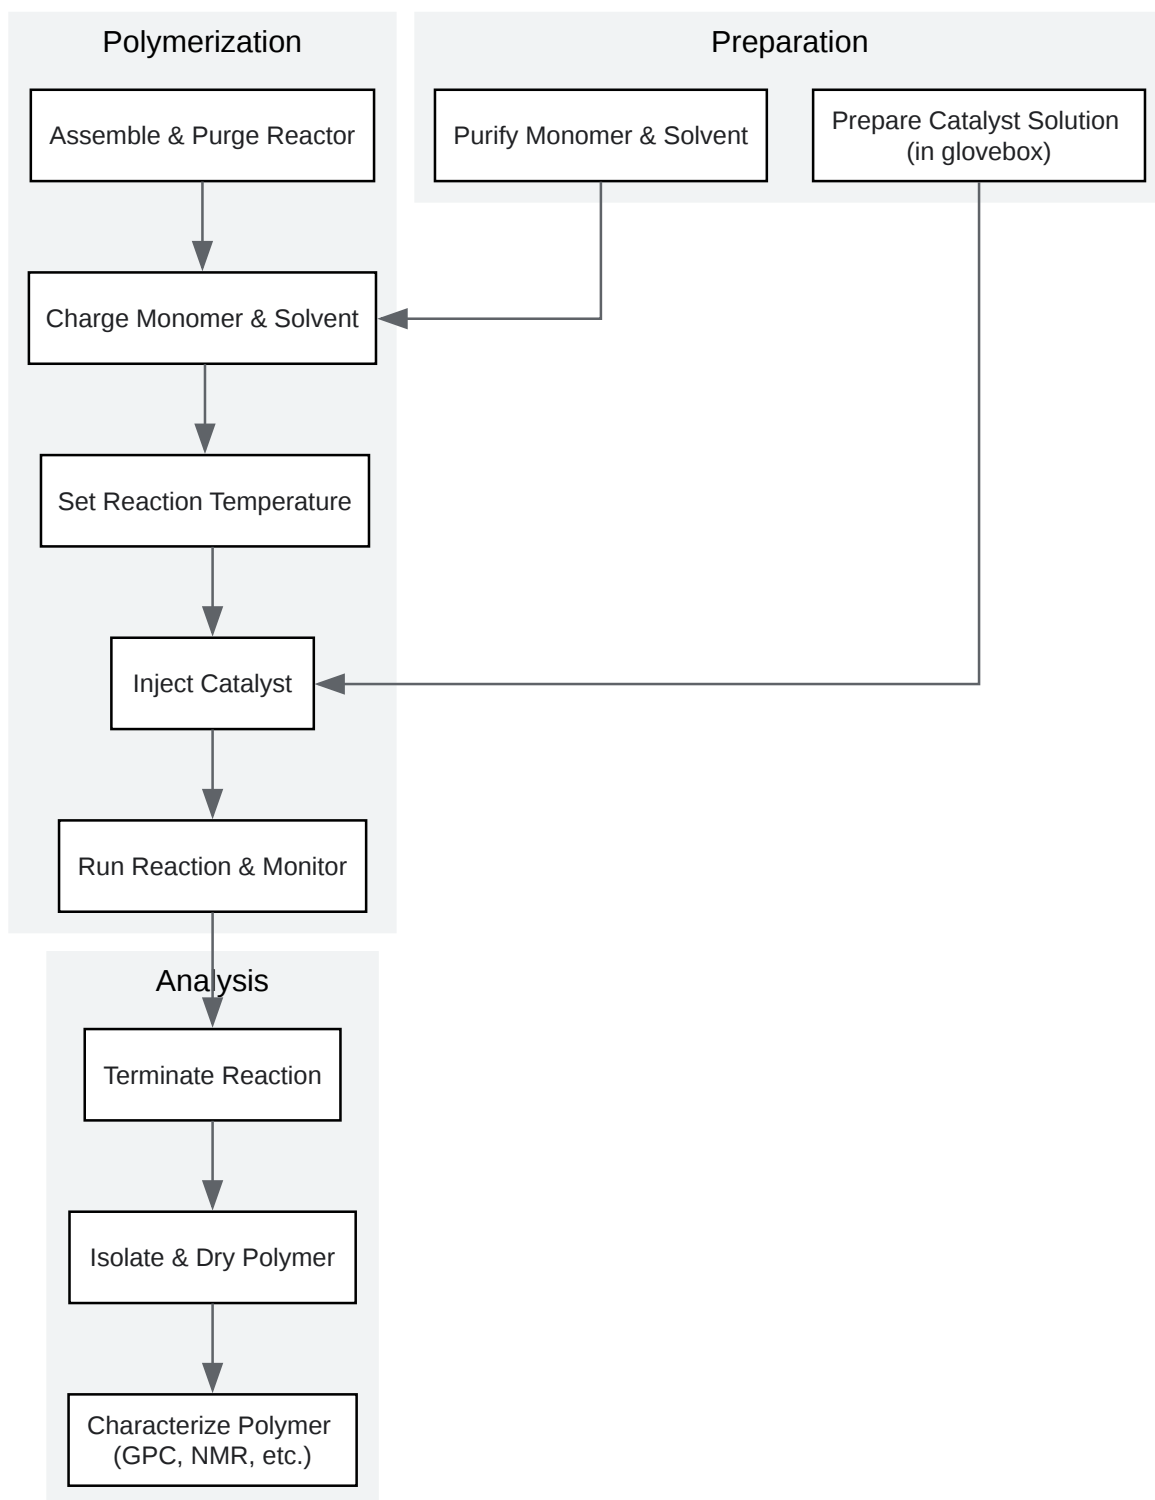 Polymerization
Preparation
Assemble & Purge Reactor
Purify Monomer & Solvent
Prepare Catalyst Solution
(in glovebox)
Charge Monomer & Solvent
Set Reaction Temperature
Inject Catalyst
Run Reaction & Monitor
Analysis
Terminate Reaction
Isolate & Dry Polymer
Characterize Polymer
(GPC, NMR, etc.)